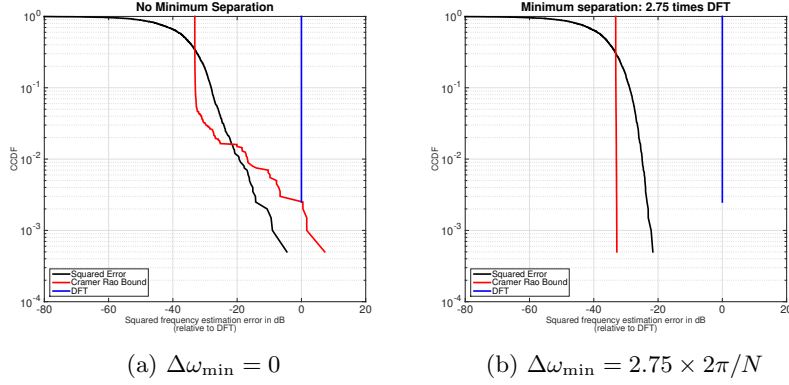 No Minimum Separation
10^0
10^-1
10^-2
10^-3
10^-4
CCDF
Squared Error
Cramer Rao Bound
DFT
-80 -60 -40 -20 0 20
Squared frequency estimation error in dB
(relative to DFT)
(a) Δω_min = 0
Minimum separation: 2.75 times DFT
10^0
10^-1
10^-2
10^-3
10^-4
CCDF
Squared Error
Cramer Rao Bound
DFT
-80 -60 -40 -20 0 20
Squared frequency estimation error in dB
(relative to DFT)
(b) Δω_min = 2.75 × 2π/N